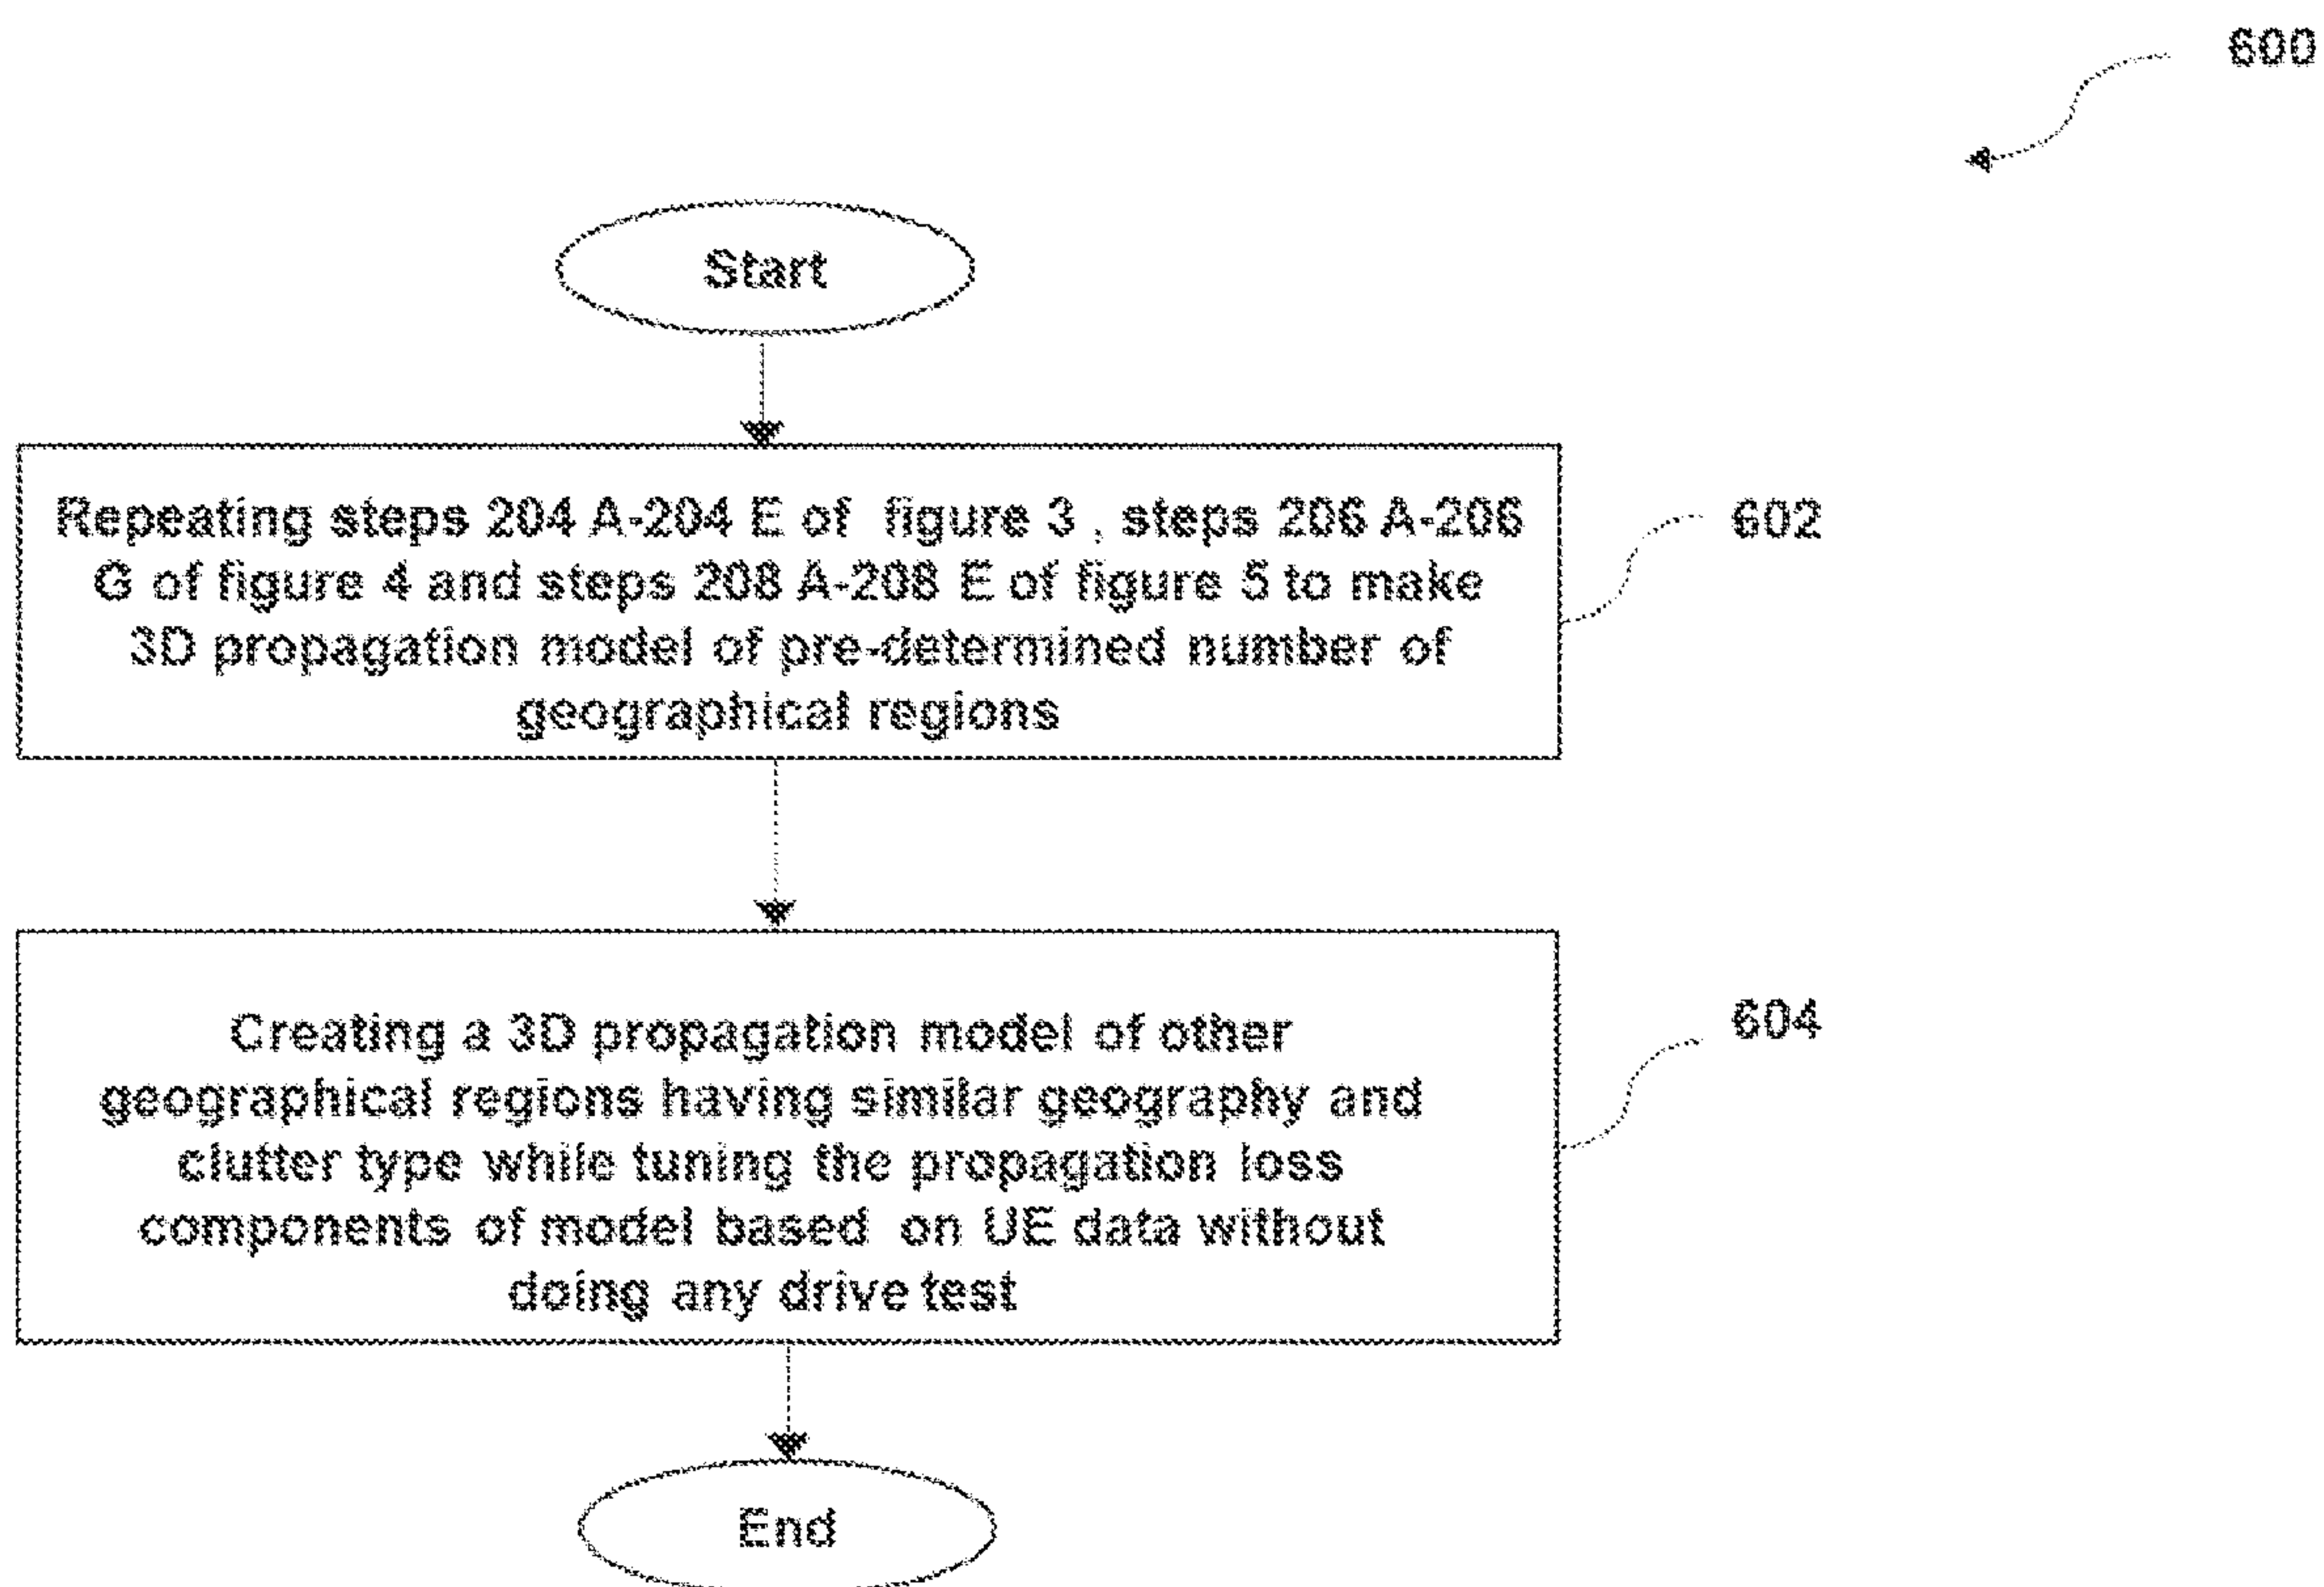 600
Start
Repeating steps 204 A-204 E of figure 3 , steps 206 A-206
G of figure 4 and steps 208 A-208 E of figure 5 to make
3D propagation model of pre-determined number of
geographical regions
602
Creating a 3D propagation model of other
geographical regions having similar geography and
clutter type while tuning the propagation loss
components of model based on UE data without
doing any drive test
604
End